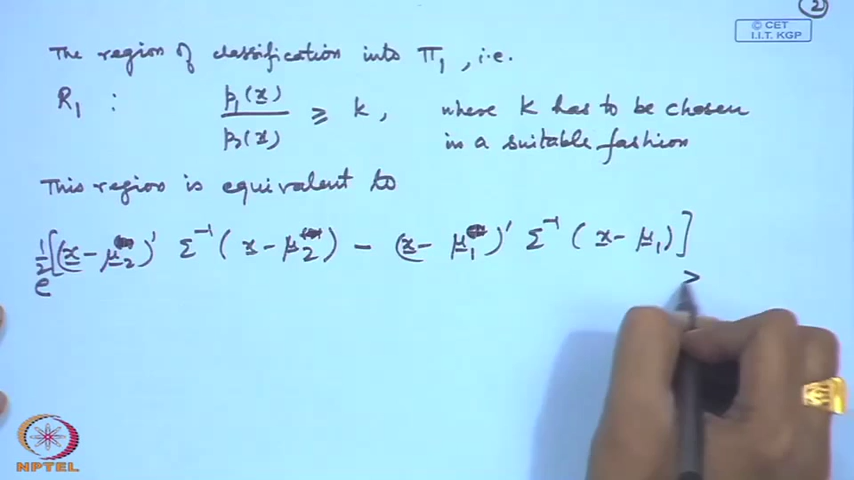 2
© CET
I.I.T. KGP
The region of classification into Π₁, i.e.
R₁ : p₁(x)/p₂(x) ≥ k, where k has to be chosen
in a suitable fashion
This region is equivalent to
e^{½[(x-μ₂)' Σ⁻¹ (x-μ₂) - (x-μ₁)' Σ⁻¹ (x-μ₁)]} >
NPTEL